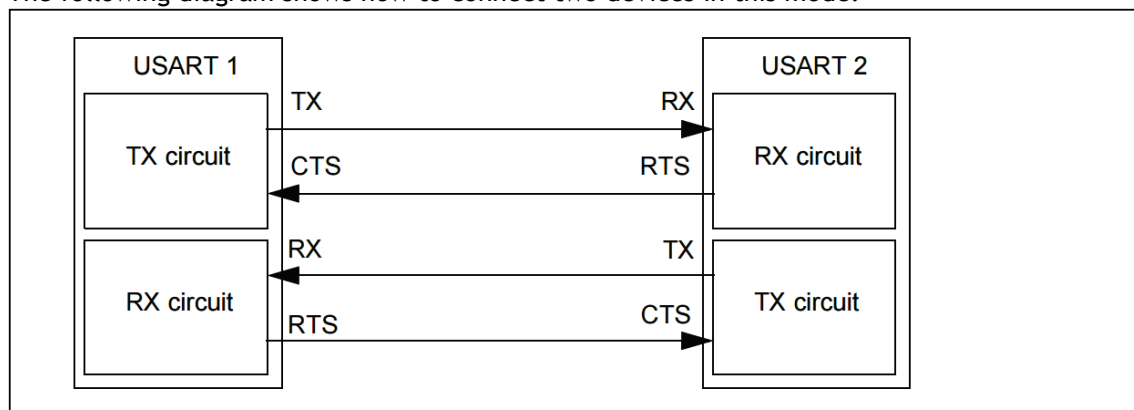 The following diagram shows how to connect two devices in this mode:
USART 1
USART 2
TX
RX
TX circuit
RX circuit
CTS
RTS
RX
TX
RX circuit
TX circuit
RTS
CTS